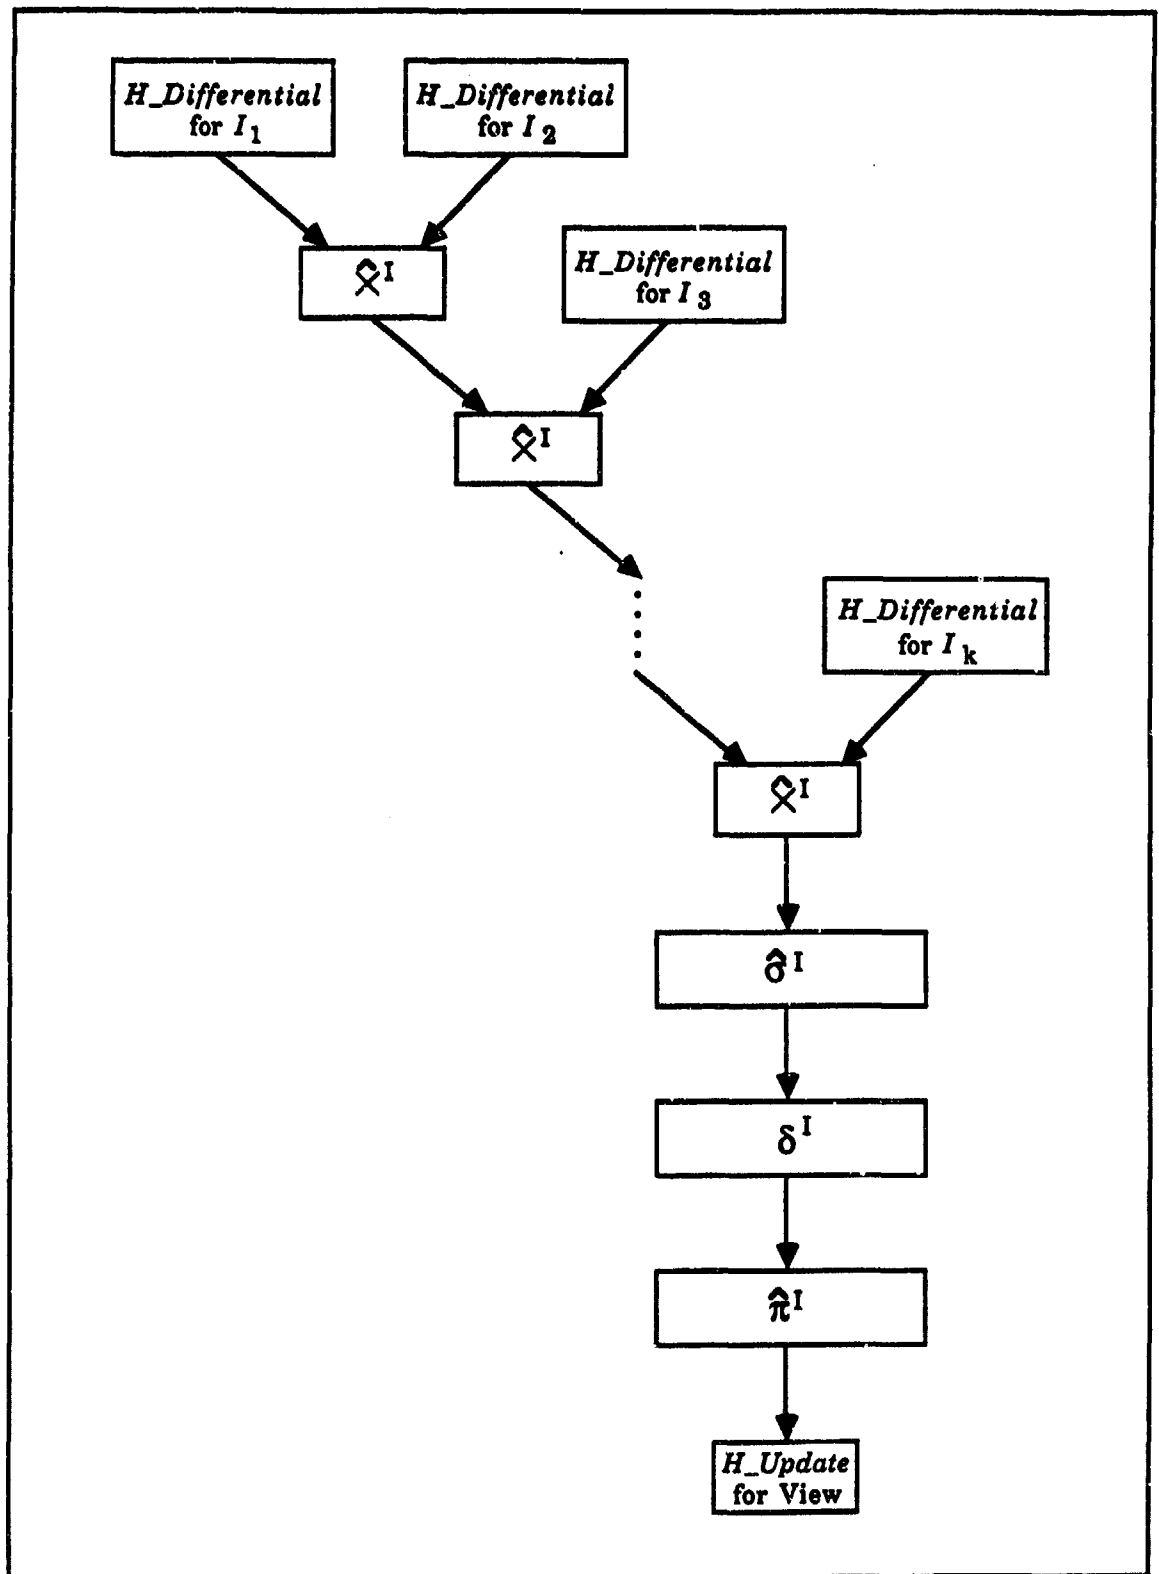 H_Differential
for I1
H_Differential
for I2
X̂ᴵ
H_Differential
for I3
X̂ᴵ
H_Differential
for Ik
X̂ᴵ
σ̂ᴵ
δᴵ
π̂ᴵ
H_Update
for View